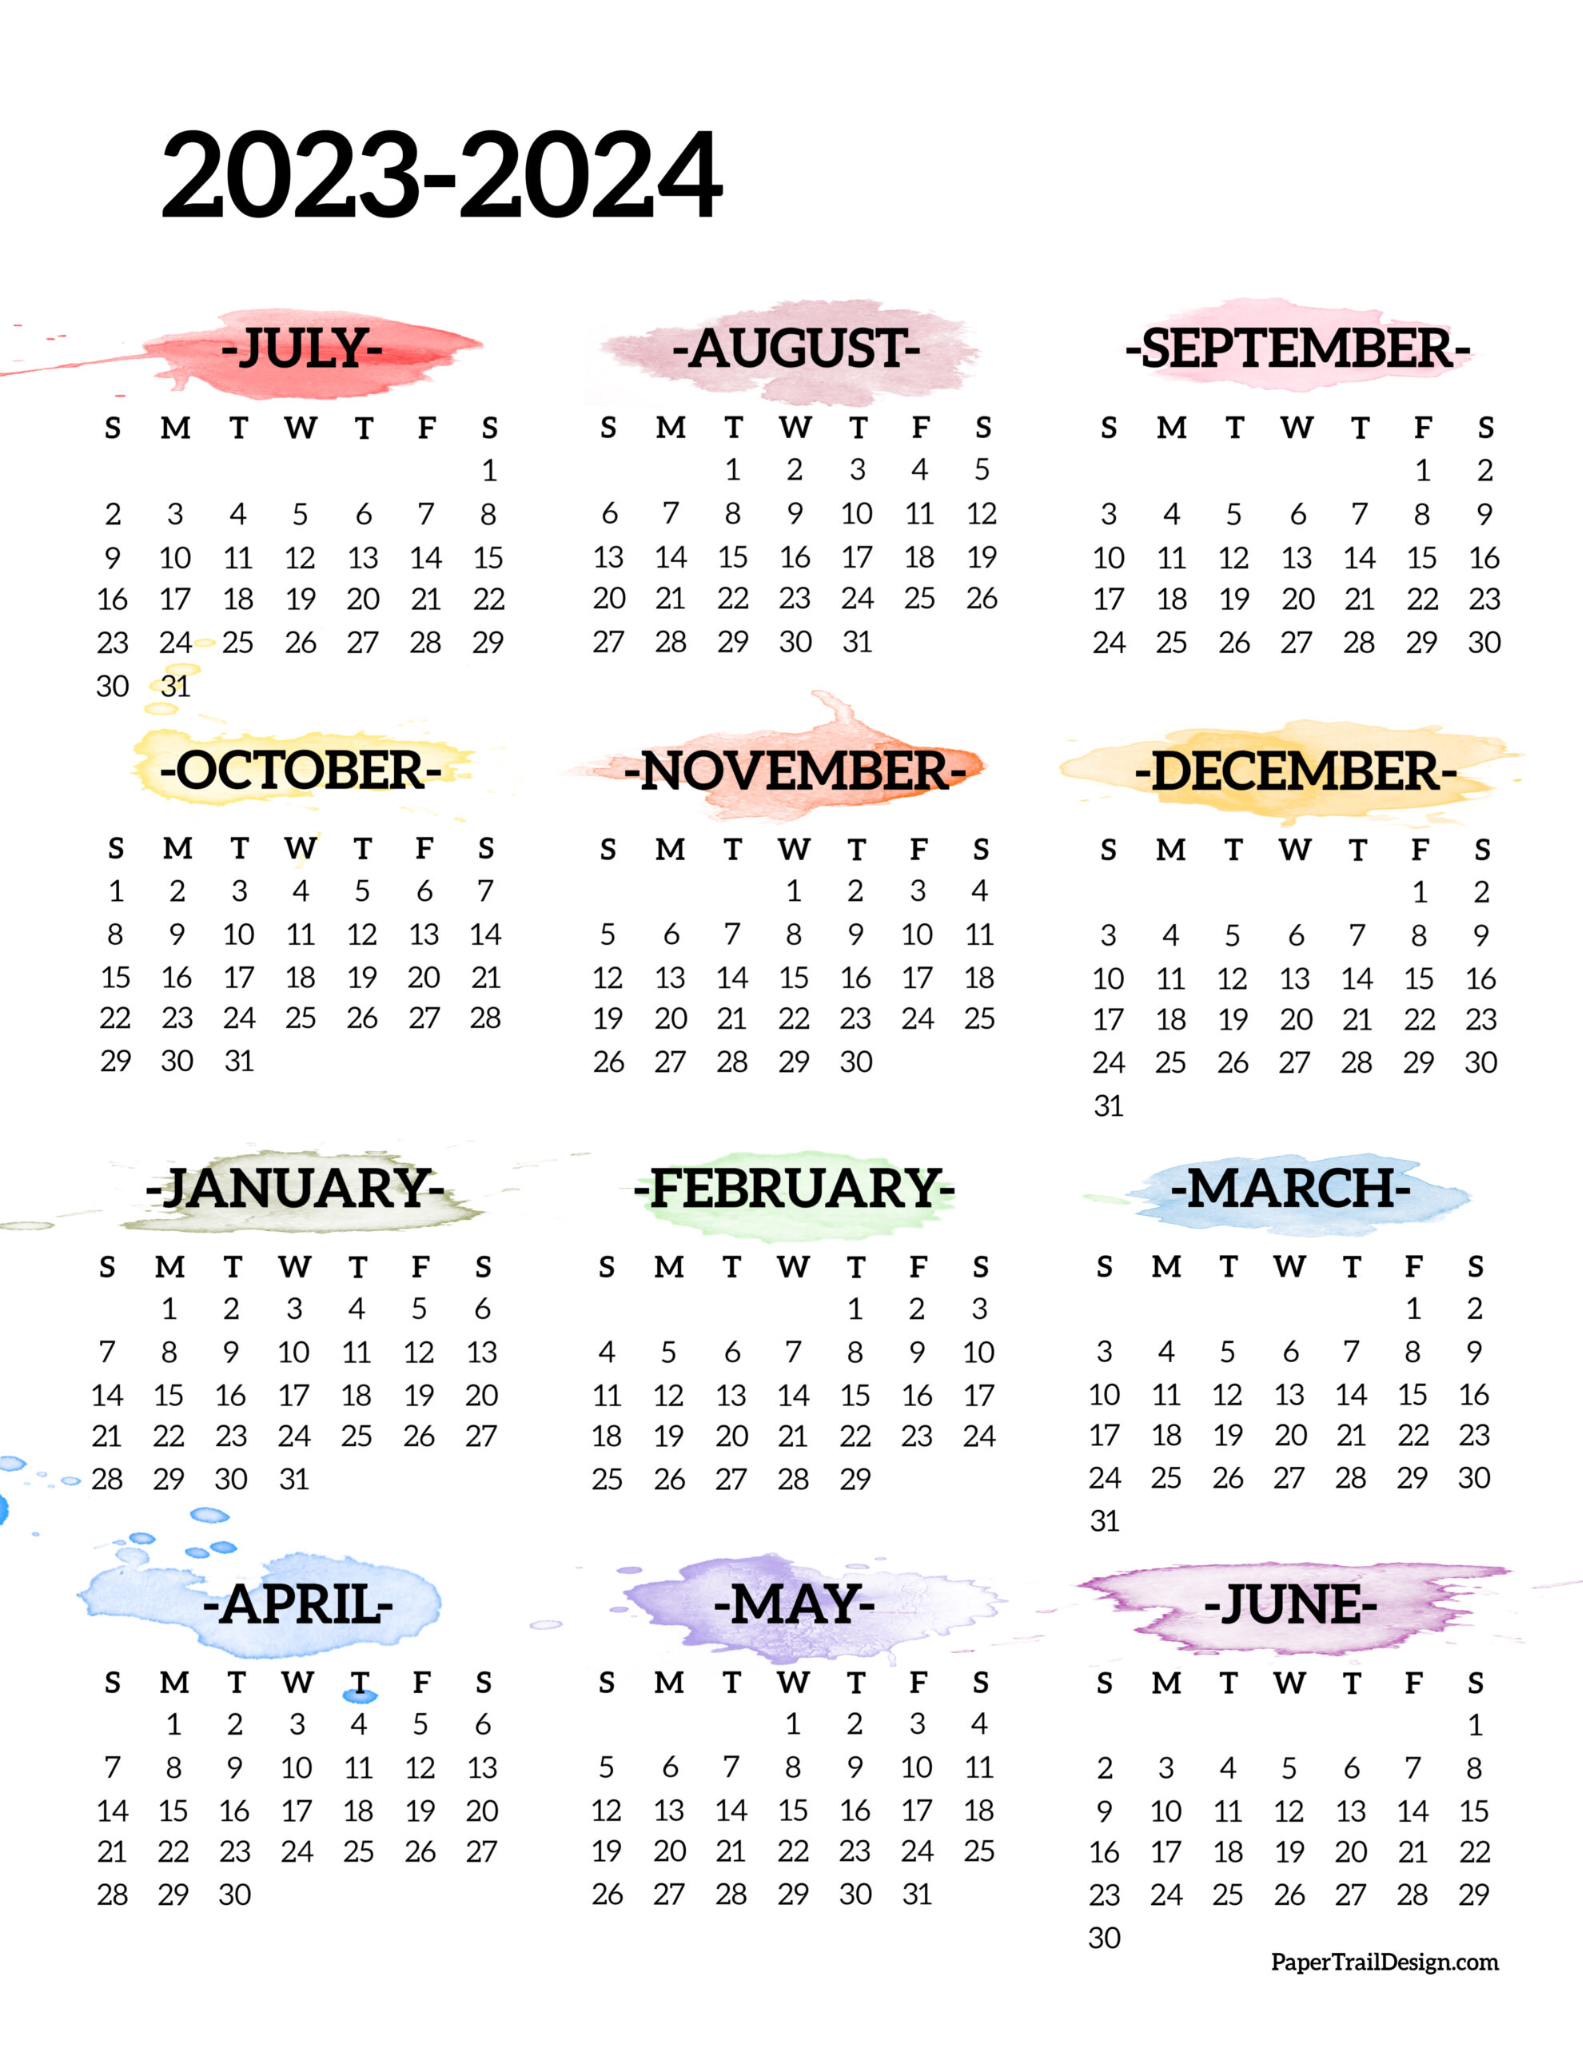 2023-2024
-JULY-
S M T W T F S
1
2 3 4 5 6 7 8
9 10 11 12 13 14 15
16 17 18 19 20 21 22
23 24 25 26 27 28 29
30 31
-AUGUST-
S M T W T F S
1 2 3 4 5
6 7 8 9 10 11 12
13 14 15 16 17 18 19
20 21 22 23 24 25 26
27 28 29 30 31
-SEPTEMBER-
S M T W T F S
1 2
3 4 5 6 7 8 9
10 11 12 13 14 15 16
17 18 19 20 21 22 23
24 25 26 27 28 29 30
-OCTOBER-
S M T W T F S
1 2 3 4 5 6 7
8 9 10 11 12 13 14
15 16 17 18 19 20 21
22 23 24 25 26 27 28
29 30 31
-NOVEMBER-
S M T W T F S
1 2 3 4
5 6 7 8 9 10 11
12 13 14 15 16 17 18
19 20 21 22 23 24 25
26 27 28 29 30
-DECEMBER-
S M T W T F S
1 2
3 4 5 6 7 8 9
10 11 12 13 14 15 16
17 18 19 20 21 22 23
24 25 26 27 28 29 30
31
-JANUARY-
S M T W T F S
1 2 3 4 5 6
7 8 9 10 11 12 13
14 15 16 17 18 19 20
21 22 23 24 25 26 27
28 29 30 31
-FEBRUARY-
S M T W T F S
1 2 3
4 5 6 7 8 9 10
11 12 13 14 15 16 17
18 19 20 21 22 23 24
25 26 27 28 29
-MARCH-
S M T W T F S
1 2
3 4 5 6 7 8 9
10 11 12 13 14 15 16
17 18 19 20 21 22 23
24 25 26 27 28 29 30
31
-APRIL-
S M T W T F S
1 2 3 4 5 6
7 8 9 10 11 12 13
14 15 16 17 18 19 20
21 22 23 24 25 26 27
28 29 30
-MAY-
S M T W T F S
1 2 3 4
5 6 7 8 9 10 11
12 13 14 15 16 17 18
19 20 21 22 23 24 25
26 27 28 29 30 31
-JUNE-
S M T W T F S
1
2 3 4 5 6 7 8
9 10 11 12 13 14 15
16 17 18 19 20 21 22
23 24 25 26 27 28 29
30
PaperTrailDesign.com